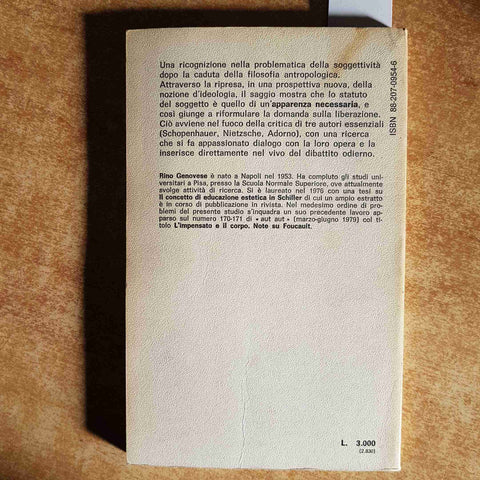 Una ricognizione nella problematica della soggettività
dopo la caduta della filosofia antropologica.
Attraverso la ripresa, in una prospettiva nuova, della
nozione d'ideologia, il saggio mostra che lo statuto
del soggetto è quello di un'apparenza necessaria, e
così giunge a riformulare la domanda sulla liberazione.
Ciò avviene nel fuoco della critica di tre autori essenziali
(Schopenhauer, Nietzsche, Adorno), con una ricerca
che si fa appassionato dialogo con la loro opera e la
inserisce direttamente nel vivo del dibattito odierno.
Rino Genovese è nato a Napoli nel 1953. Ha compiuto gli studi uni-
versitari a Pisa, presso la Scuola Normale Superiore, ove attualmente
svolge attività di ricerca. Si è laureato nel 1976 con una tesi su
Il concetto di educazione estetica in Schiller di cui un ampio estratto
è in corso di pubblicazione in rivista. Nel medesimo ordine di pro-
blemi del presente studio s'inquadra un suo precedente lavoro appar-
so sul numero 170-171 di « aut aut » (marzo-giugno 1979) col ti-
tolo L'impensato e il corpo. Note su Foucault.
ISBN 88-207-0954-6
L. 3.000
(2.830)